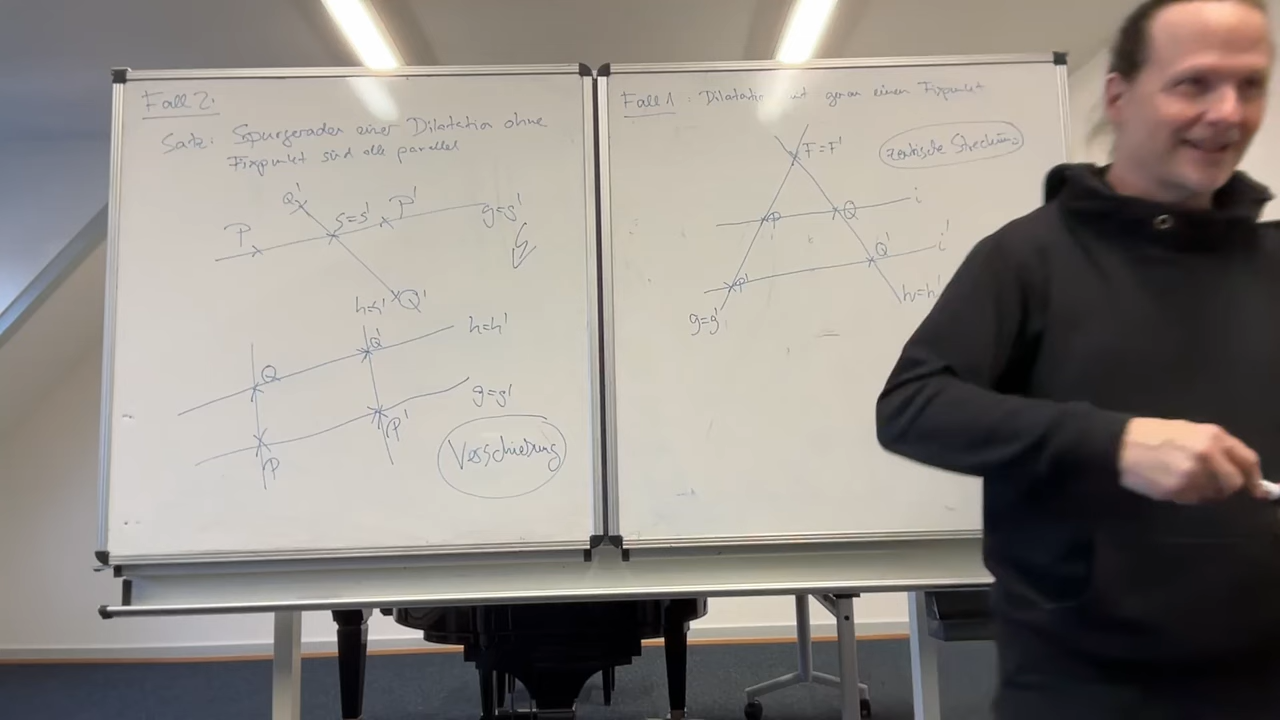 Fall 2:
Satz: Spurgeraden einer Dilatation ohne
Fixpunkt sind alle parallel
Q'
S=S'
P'
g=g'
P
h=h'
Q'
h=h'
Q'
Q
g=g'
P'
P
Verschiebung
Fall 1: Dilatation mit genau einen Fixpunkt
zentrische Streckung
F=F'
i
P
Q
Q'
i'
P'
h=h'
g=g'